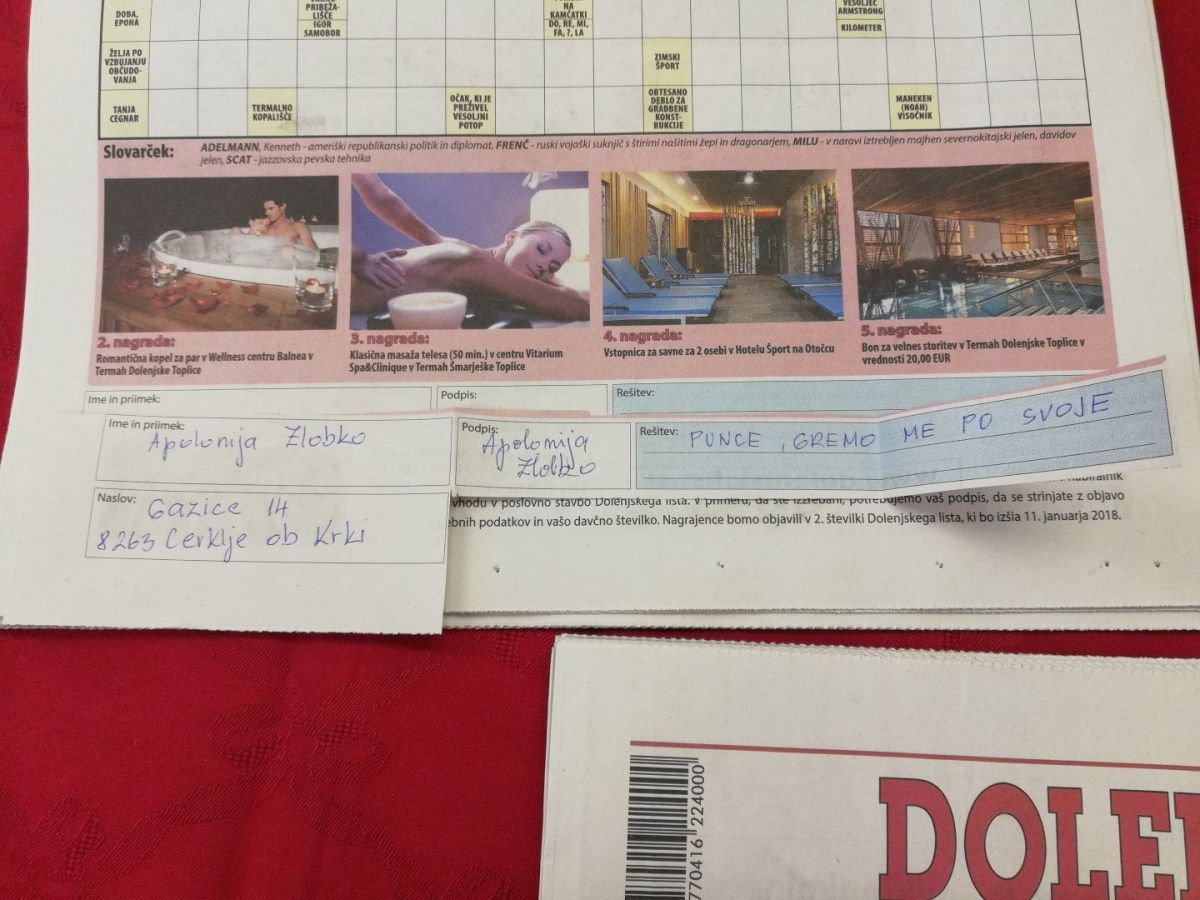 DOBA,
EPOHA
PRIBEŽA-
LIŠČE
IGOR
SAMOBOR
NA
KAMČATKI
DO, RE, MI,
FA, ?, LA
VESOLJEC
ARMSTRONG
KILOMETER
ŽELJA PO
VZBUJANJU
OBČUDO-
VANJA
ZIMSKI
ŠPORT
TANJA
CEGNAR
TERMALNO
KOPALIŠČE
OČAK, KI JE
PREŽIVEL
VESOLJNI
POTOP
OBTESANO
DEBLO ZA
GRADBENE
KONST-
RUKCIJE
MANEKEN
(NOAH)
VISOČNIK
Slovarček: ADELMANN, Kenneth - ameriški republikanski politik in diplomat, FRENČ - ruski vojaški suknjič s štirimi našitimi žepi in dragonarjem, MILU - v naravi iztrebljen majhen severnokitajski jelen, davidov
jelen, SCAT - jazzovska pevska tehnika
2. nagrada:
Romantična kopel za par v Wellness centru Balnea v
Termah Dolenjske Toplice
3. nagrada:
Klasična masaža telesa (50 min.) v centru Vitarium
Spa&Clinique v Termah Šmarješke Toplice
4. nagrada:
Vstopnica za savne za 2 osebi v Hotelu Šport na Otočcu
5. nagrada:
Bon za velnes storitev v Termah Dolenjske Toplice v
vrednosti 20,00 EUR
Ime in priimek: Podpis: Rešitev:
Ime in priimek: Apolonija Zlobko
Podpis: Apolonija
Zlobko
Rešitev: PUNCE, GREMO ME PO SVOJE
Naslov: Gazice 14
8263 Cerklje ob Krki
vhodu v poslovno stavbo Dolenjskega lista. V primeru, da ste izžrebani, potrebujemo vaš podpis, da se strinjate z objavo
ebnih podatkov in vašo davčno številko. Nagrajence bomo objavili v 2. številki Dolenjskega lista, ki bo izšla 11. januarja 2018.
770416 224000
DOLE